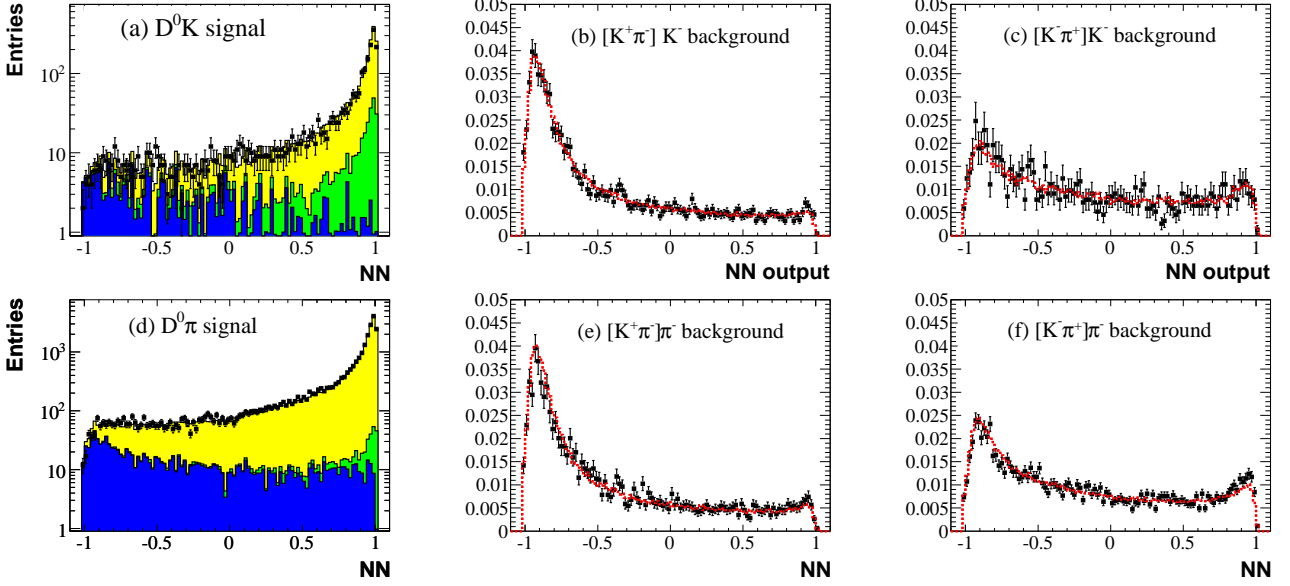 (a) D⁰K signal
Entries
10²
10
1
-1 -0.5 0 0.5 1
NN
(b) [K⁺π⁻] K⁻ background
0.05
0.045
0.04
0.035
0.03
0.025
0.02
0.015
0.01
0.005
0
-1 -0.5 0 0.5 1
NN output
(c) [K⁻π⁺]K⁻ background
0.05
0.045
0.04
0.035
0.03
0.025
0.02
0.015
0.01
0.005
0
-1 -0.5 0 0.5 1
NN output
(d) D⁰π signal
Entries
10³
10²
10
1
-1 -0.5 0 0.5 1
NN
(e) [K⁺π⁻]π⁻ background
0.05
0.045
0.04
0.035
0.03
0.025
0.02
0.015
0.01
0.005
0
-1 -0.5 0 0.5 1
NN
(f) [K⁻π⁺]π⁻ background
0.05
0.045
0.04
0.035
0.03
0.025
0.02
0.015
0.01
0.005
0
-1 -0.5 0 0.5 1
NN